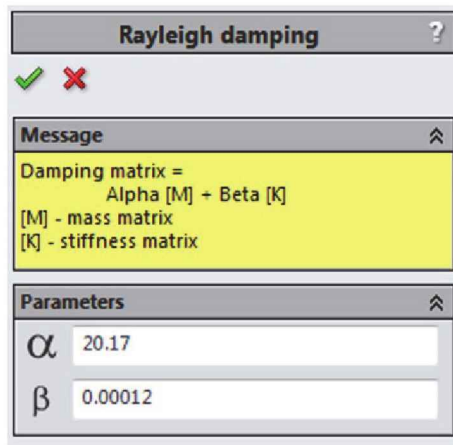 Rayleigh damping ?
Message
Damping matrix =
Alpha [M] + Beta [K]
[M] - mass matrix
[K] - stiffness matrix
Parameters
α 20.17
β 0.00012